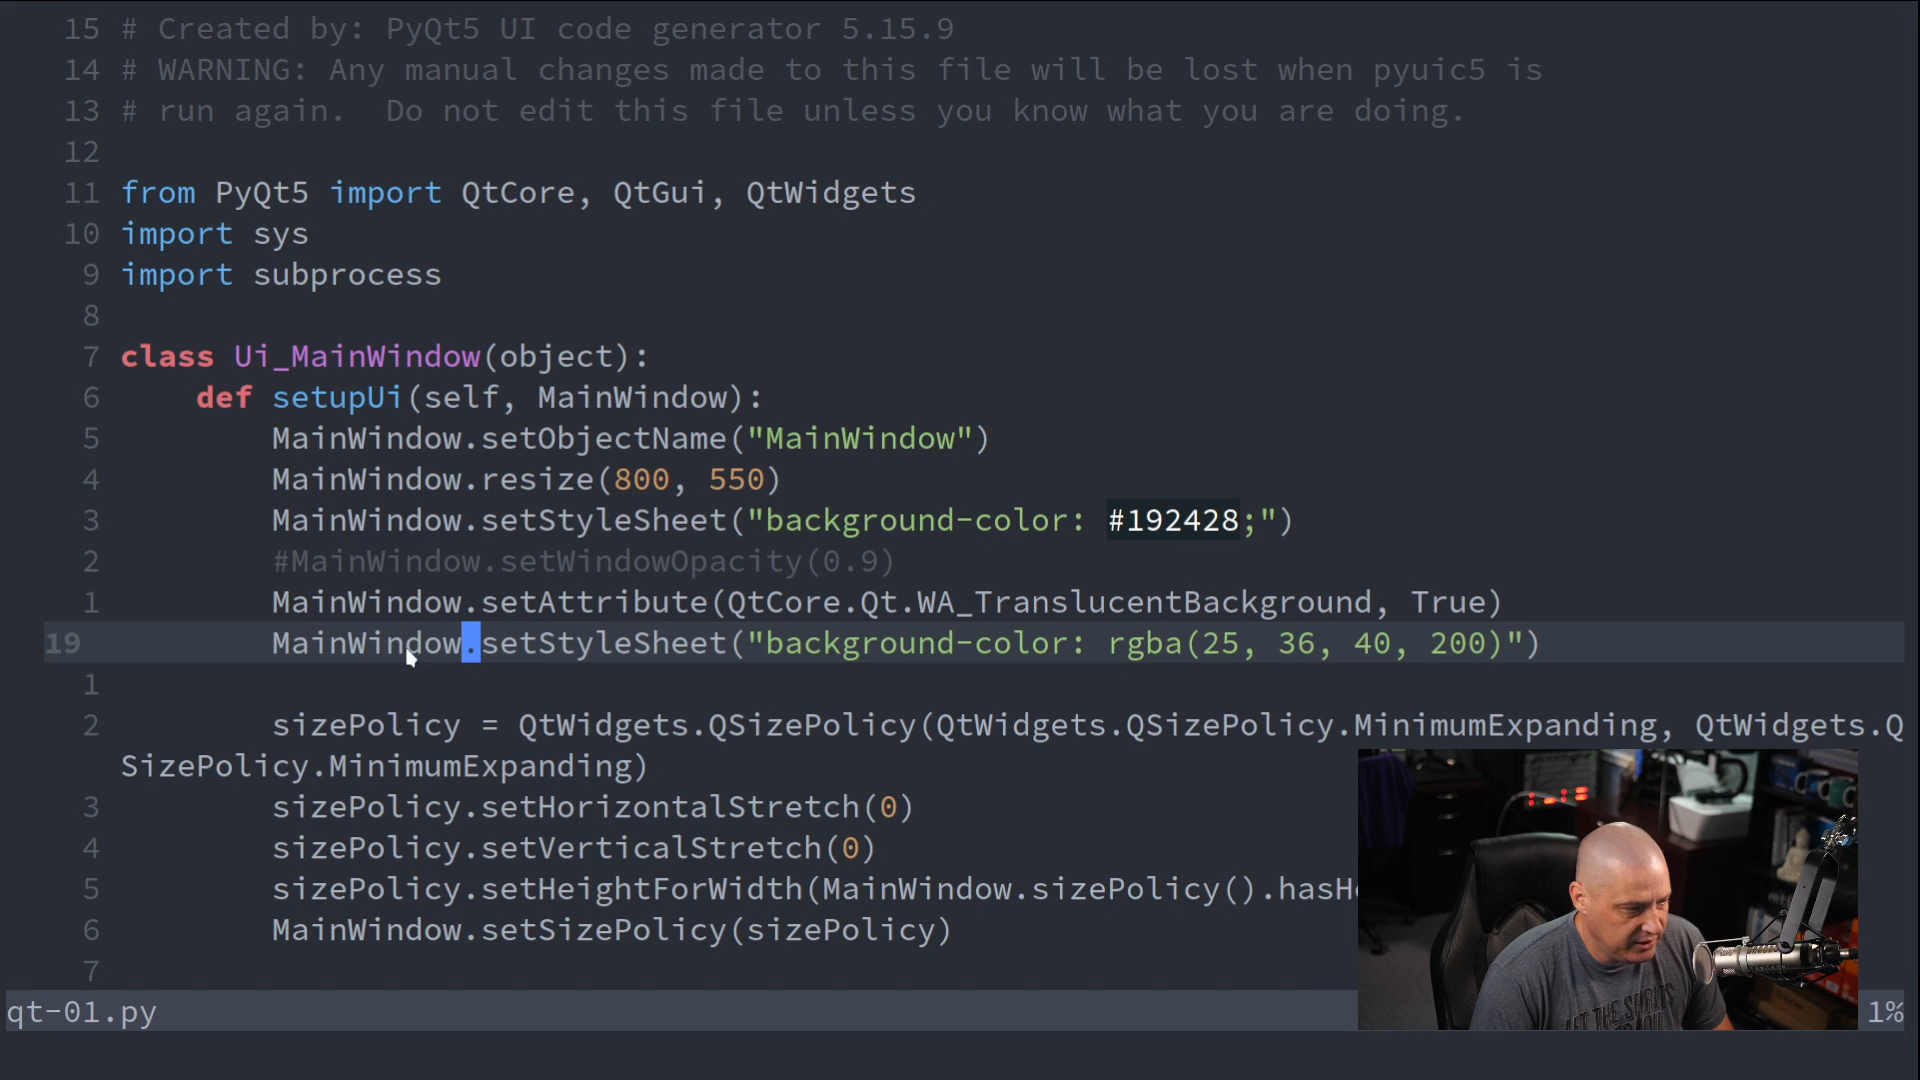 15 # Created by: PyQt5 UI code generator 5.15.9
14 # WARNING: Any manual changes made to this file will be lost when pyuic5 is
13 # run again.  Do not edit this file unless you know what you are doing.
12
11 from PyQt5 import QtCore, QtGui, QtWidgets
10 import sys
9 import subprocess
8
7 class Ui_MainWindow(object):
6     def setupUi(self, MainWindow):
5         MainWindow.setObjectName("MainWindow")
4         MainWindow.resize(800, 550)
3         MainWindow.setStyleSheet("background-color: #192428;")
2         #MainWindow.setWindowOpacity(0.9)
1         MainWindow.setAttribute(QtCore.Qt.WA_TranslucentBackground, True)
19         MainWindow.setStyleSheet("background-color: rgba(25, 36, 40, 200)")
1
2         sizePolicy = QtWidgets.QSizePolicy(QtWidgets.QSizePolicy.MinimumExpanding, QtWidgets.Q
SizePolicy.MinimumExpanding)
3         sizePolicy.setHorizontalStretch(0)
4         sizePolicy.setVerticalStretch(0)
5         sizePolicy.setHeightForWidth(MainWindow.sizePolicy().hasH
6         MainWindow.setSizePolicy(sizePolicy)
7
qt-01.py 1%
THE SPIRITS